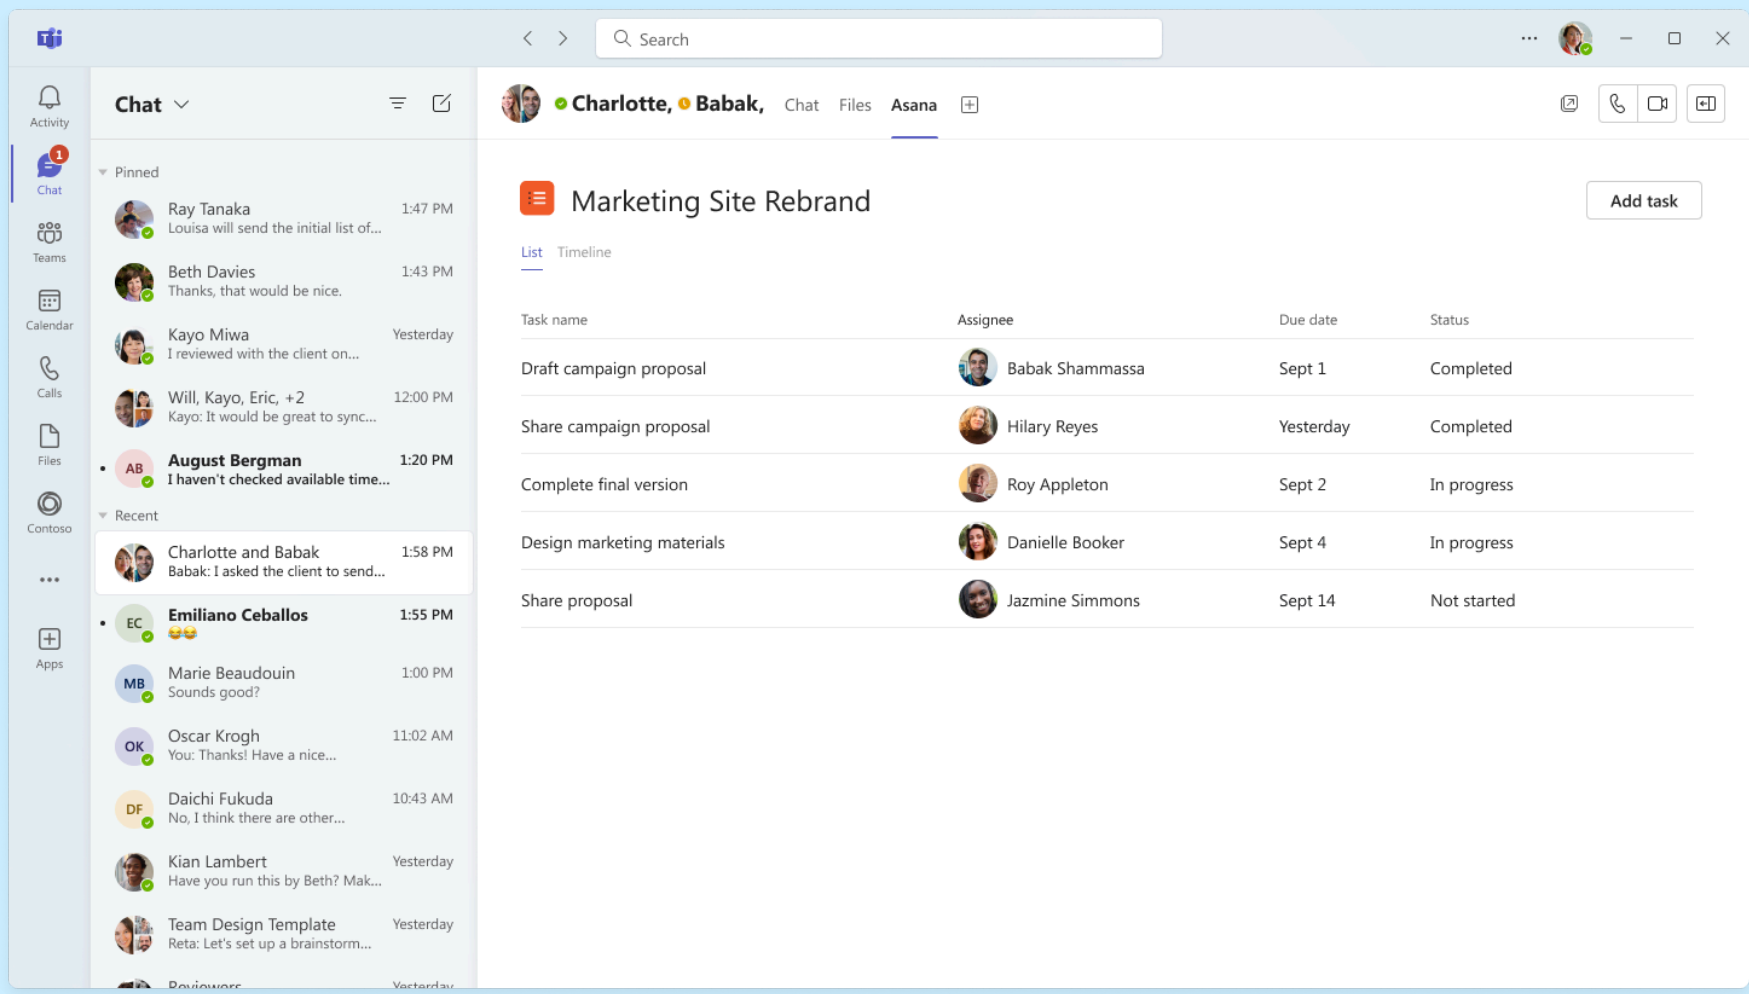 Search
Activity
1
Chat
Teams
Calendar
Calls
Files
Contoso
Apps
Chat
Pinned
Ray Tanaka 1:47 PM
Louisa will send the initial list of...
Beth Davies 1:43 PM
Thanks, that would be nice.
Kayo Miwa Yesterday
I reviewed with the client on...
Will, Kayo, Eric, +2 12:00 PM
Kayo: It would be great to sync...
AB August Bergman 1:20 PM
I haven't checked available time...
Recent
Charlotte and Babak 1:58 PM
Babak: I asked the client to send...
EC Emiliano Ceballos 1:55 PM
😂😂
MB Marie Beaudouin 1:00 PM
Sounds good?
OK Oscar Krogh 11:02 AM
You: Thanks! Have a nice...
DF Daichi Fukuda 10:43 AM
No, I think there are other...
Kian Lambert Yesterday
Have you run this by Beth? Mak...
Team Design Template Yesterday
Reta: Let's set up a brainstorm...
Reviewers Yesterday
Charlotte, Babak, Chat Files Asana
Marketing Site Rebrand Add task
List Timeline
Task name Assignee Due date Status
Draft campaign proposal Babak Shammassa Sept 1 Completed
Share campaign proposal Hilary Reyes Yesterday Completed
Complete final version Roy Appleton Sept 2 In progress
Design marketing materials Danielle Booker Sept 4 In progress
Share proposal Jazmine Simmons Sept 14 Not started